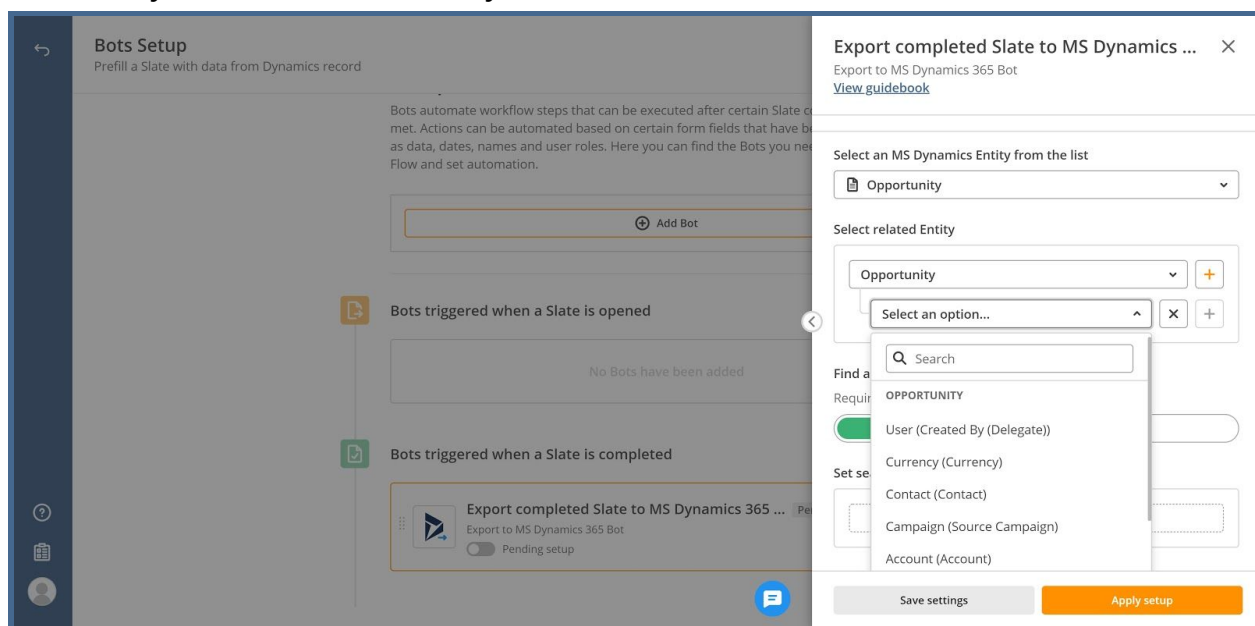 Bots Setup
Prefill a Slate with data from Dynamics record
Bots automate workflow steps that can be executed after certain Slate
met. Actions can be automated based on certain form fields that have
as data, dates, names and user roles. Here you can find the Bots you
Flow and set automation.
Add Bot
Bots triggered when a Slate is opened
No Bots have been added
Bots triggered when a Slate is completed
Export completed Slate to MS Dynamics 365 ...
Export to MS Dynamics 365 Bot
Pending setup
Export completed Slate to MS Dynamics ...
Export to MS Dynamics 365 Bot
View guidebook
Select an MS Dynamics Entity from the list
Opportunity
Select related Entity
Opportunity
Select an option...
Search
Find a
OPPORTUNITY
User (Created By (Delegate))
Currency (Currency)
Set se
Contact (Contact)
Campaign (Source Campaign)
Account (Account)
Save settings
Apply setup